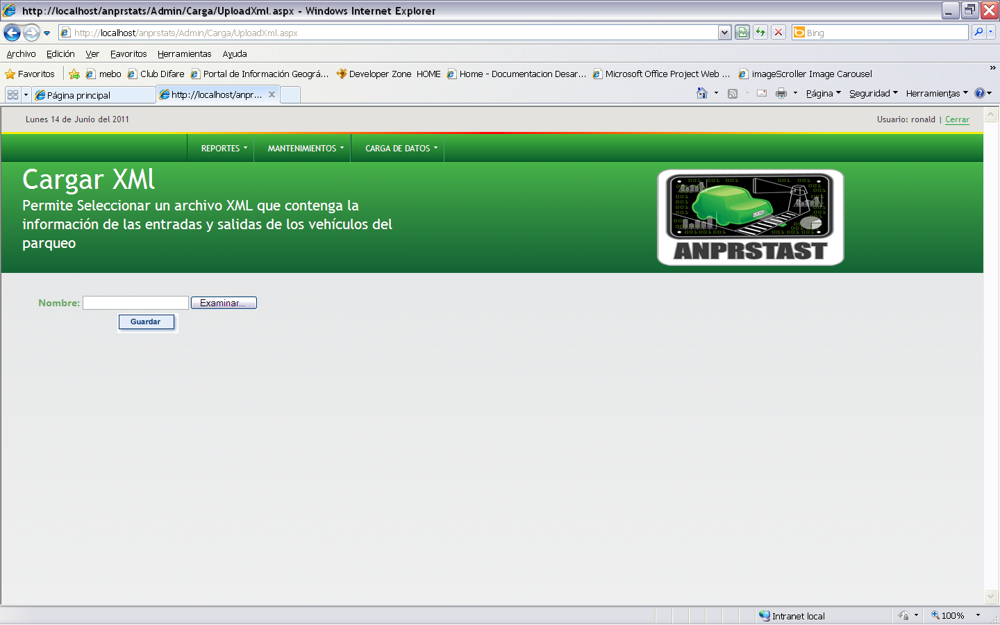 http://localhost/anprstats/Admin/Carga/UploadXml.aspx - Windows Internet Explorer
http://localhost/anprstats/Admin/Carga/UploadXml.aspx
Bing
Archivo Edición Ver Favoritos Herramientas Ayuda
Favoritos mebo Club Difare Portal de Información Geográ... Developer Zone HOME Home - Documentacion Desar... Microsoft Office Project Web ... imageScroller Image Carousel »
Página principal http://localhost/anpr... Página Seguridad Herramientas
Lunes 14 de Junio del 2011 Usuario: ronald | Cerrar
REPORTES MANTENIMIENTOS CARGA DE DATOS
Cargar XMl
Permite Seleccionar un archivo XML que contenga la
información de las entradas y salidas de los vehículos del
parqueo
ANPRSTAST
Nombre: Examinar...
Guardar
Intranet local 100%